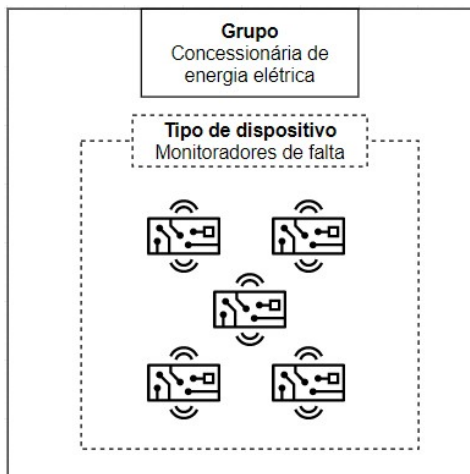 Grupo
Concessionária de
energia elétrica
Tipo de dispositivo
Monitoradores de falta